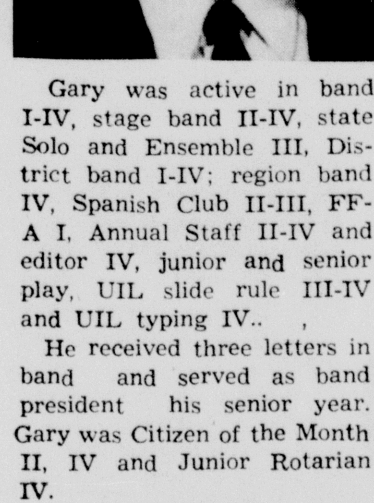 Gary was active in band
I-IV, stage band II-IV, state
Solo and Ensemble III, Dis-
trict band I-IV; region band
IV, Spanish Club II-III, FF-
A I, Annual Staff II-IV and
editor IV, junior and senior
play, UIL slide rule III-IV
and UIL typing IV.. ,
He received three letters in
band and served as band
president his senior year.
Gary was Citizen of the Month
II, IV and Junior Rotarian
IV.